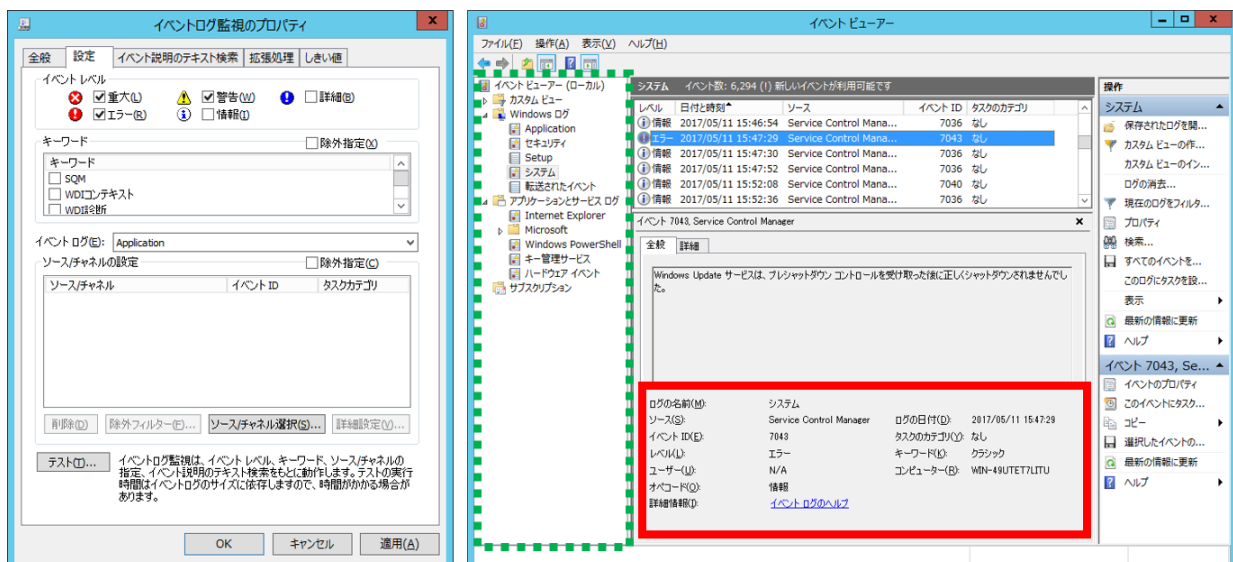 イベントログ監視のプロパティ
x
全般
設定
イベント説明のテキスト検索
拡張処理
しきい値
イベント レベル
重大(L)
警告(W)
詳細(B)
エラー(R)
情報(I)
キーワード
除外指定(X)
キーワード
SQM
WDIコンテキスト
WDI診断
イベント ログ(E):
Application
ソース/チャネルの設定
除外指定(C)
ソース/チャネル
イベント ID
タスクカテゴリ
削除(D)
除外フィルター(F)...
ソース/チャネル選択(S)...
詳細設定(V)...
テスト(T)...
イベントログ監視は、イベント レベル、キーワード、ソース/チャネルの
指定、イベント説明のテキスト検索をもとに動作します。テストの実行
時間はイベントログのサイズに依存しますので、時間がかかる場合が
あります。
OK
キャンセル
適用(A)
イベント ビューアー
x
ファイル(F) 操作(A) 表示(V) ヘルプ(H)
イベント ビューアー (ローカル)
カスタム ビュー
Windows ログ
Application
セキュリティ
Setup
システム
転送されたイベント
アプリケーションとサービス ログ
Internet Explorer
Microsoft
Windows PowerShell
キー管理サービス
ハードウェア イベント
サブスクリプション
システム イベント数: 6,294 (!) 新しいイベントが利用可能です
レベル 日付と時刻 ソース イベント ID タスクのカテゴリ
情報 2017/05/11 15:46:54 Service Control Mana... 7036 なし
エラー 2017/05/11 15:47:29 Service Control Mana... 7043 なし
情報 2017/05/11 15:47:30 Service Control Mana... 7036 なし
情報 2017/05/11 15:47:52 Service Control Mana... 7036 なし
情報 2017/05/11 15:52:08 Service Control Mana... 7040 なし
情報 2017/05/11 15:52:36 Service Control Mana... 7036 なし
イベント 7043, Service Control Manager
全般
詳細
Windows Update サービスは、プレシャットダウン コントロールを受け取った後に正しくシャットダウンされませんでし
た。
ログの名前(M): システム
ソース(S): Service Control Manager ログの日付(D): 2017/05/11 15:47:29
イベント ID(E): 7043 タスクのカテゴリ(Y): なし
レベル(L): エラー キーワード(K): クラシック
ユーザー(U): N/A コンピューター(R): WIN-49UTET7LITU
オペコード(O): 情報
詳細情報(I): イベント ログのヘルプ
操作
システム
保存されたログを開...
カスタム ビューの作...
カスタム ビューのイン...
ログの消去...
現在のログをフィルタ...
プロパティ
検索...
すべてのイベントを...
このログにタスクを設...
表示
最新の情報に更新
ヘルプ
イベント 7043, Se...
イベントのプロパティ
このイベントにタスク...
コピー
選択したイベントの...
最新の情報に更新
ヘルプ